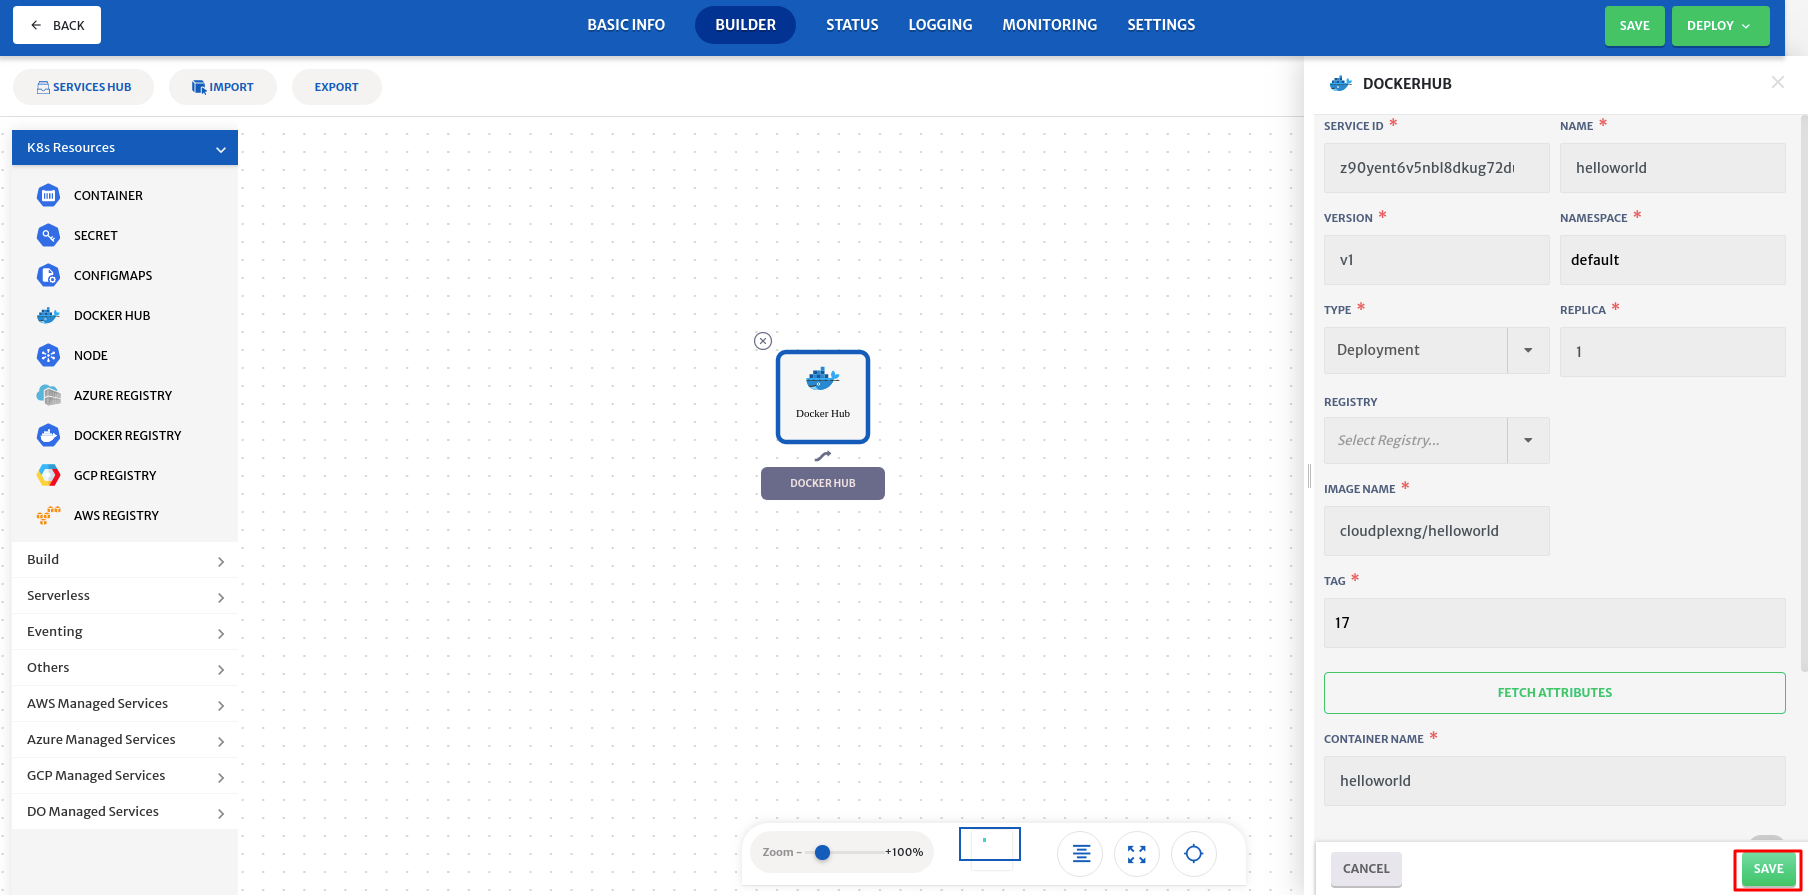 BACK
BASIC INFO
BUILDER
STATUS
LOGGING
MONITORING
SETTINGS
SAVE
DEPLOY
SERVICES HUB
IMPORT
EXPORT
K8s Resources
CONTAINER
SECRET
CONFIGMAPS
DOCKER HUB
NODE
AZURE REGISTRY
DOCKER REGISTRY
GCP REGISTRY
AWS REGISTRY
Build
Serverless
Eventing
Others
AWS Managed Services
Azure Managed Services
GCP Managed Services
DO Managed Services
Docker Hub
DOCKER HUB
Zoom - +100%
DOCKERHUB
SERVICE ID *
z90yent6v5nbl8dkug72d
NAME *
helloworld
VERSION *
v1
NAMESPACE *
default
TYPE *
Deployment
REPLICA *
1
REGISTRY
Select Registry...
IMAGE NAME *
cloudplexng/helloworld
TAG *
17
FETCH ATTRIBUTES
CONTAINER NAME *
helloworld
CANCEL
SAVE